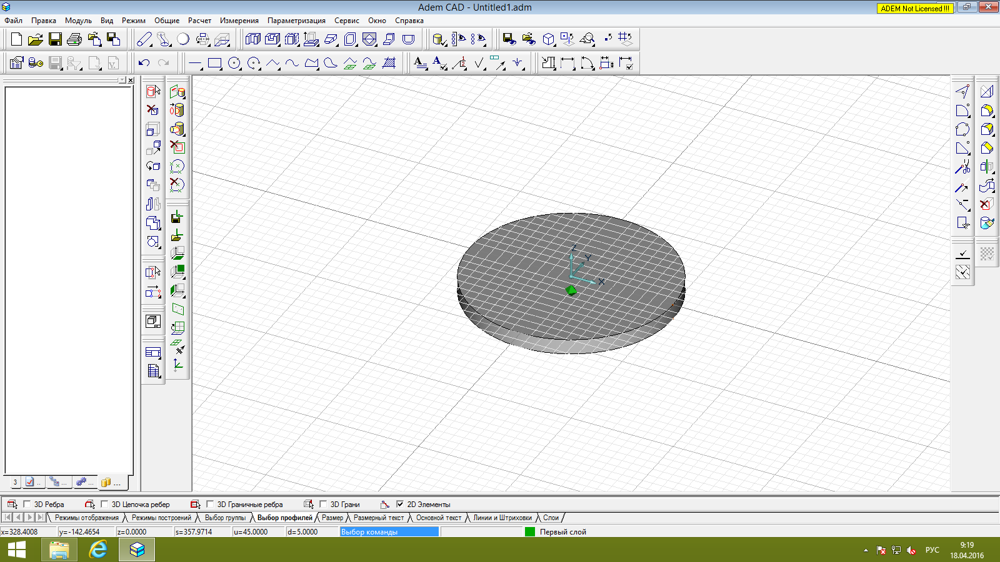 Adem CAD - Untitled1.adm
ADEM Not Licensed !!!
Файл Правка Модуль Вид Режим Общие Расчет Измерения Параметризация Сервис Окно Справка
Z
Y
X
3 .. ... ... ...
3D Ребра 3D Цепочка ребер 3D Граничные ребра 3D Грани 2D Элементы
Режимы отображения Режимы построений Выбор группы Выбор профилей Размер Размерный текст Основной текст Линии и Штриховки Слои
x=328.4008 y=-142.4654 z=0.0000 s=357.9714 u=45.0000 d=5.0000 Выбор команды Первый слой
РУС
9:19
18.04.2016